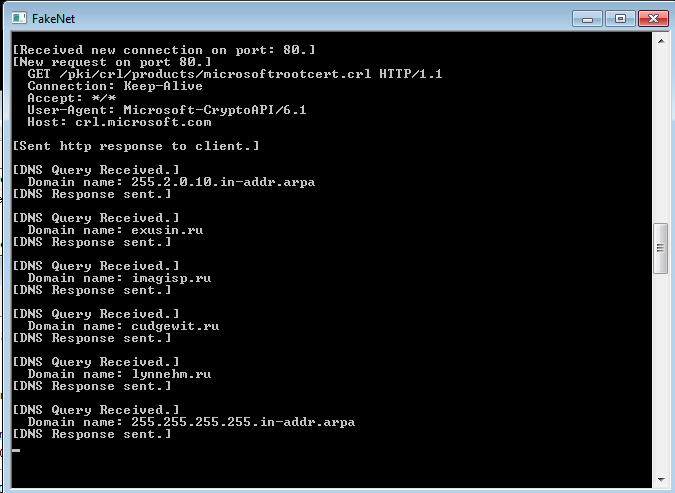 FakeNet
[Received new connection on port: 80.]
[New request on port 80.]
GET /pki/crl/products/microsoftrootcert.crl HTTP/1.1
Connection: Keep-Alive
Accept: */*
User-Agent: Microsoft-CryptoAPI/6.1
Host: crl.microsoft.com
[Sent http response to client.]
[DNS Query Received.]
Domain name: 255.2.0.10.in-addr.arpa
[DNS Response sent.]
[DNS Query Received.]
Domain name: exusin.ru
[DNS Response sent.]
[DNS Query Received.]
Domain name: imagisp.ru
[DNS Response sent.]
[DNS Query Received.]
Domain name: cudgewit.ru
[DNS Response sent.]
[DNS Query Received.]
Domain name: lynnehm.ru
[DNS Response sent.]
[DNS Query Received.]
Domain name: 255.255.255.255.in-addr.arpa
[DNS Response sent.]